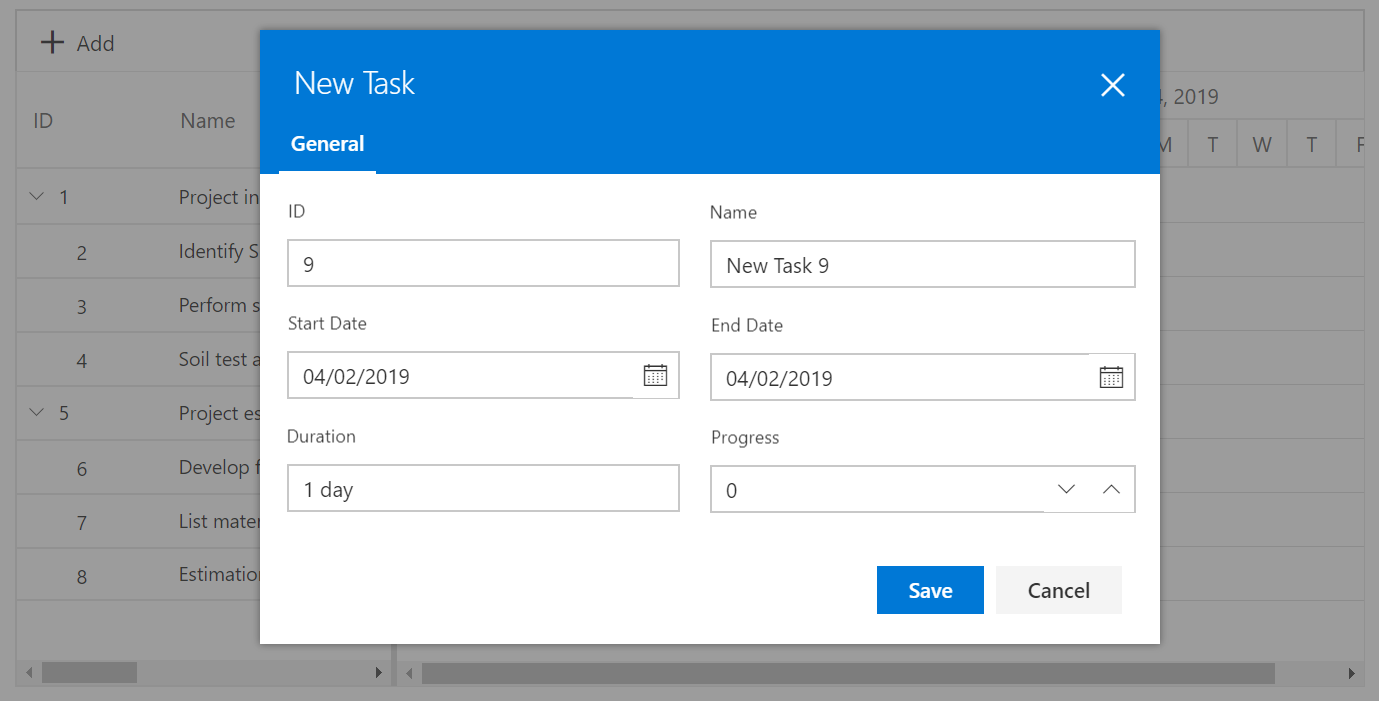 Add
New Task
, 2019
ID
Name
General
M T W T F
1
Project in
ID
Name
2
Identify S
9
New Task 9
3
Perform s
Start Date
End Date
4
Soil test a
04/02/2019
04/02/2019
5
Project es
Duration
Progress
6
Develop f
1 day
0
7
List mater
8
Estimation
Save
Cancel